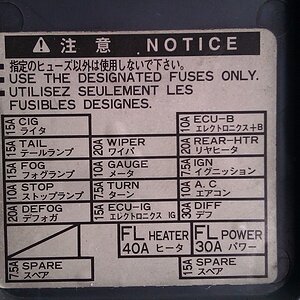 ⚠ 注意 NOTICE
・指定のヒューズ以外は使用しないで下さい。
・USE THE DESIGNATED FUSES ONLY.
・UTILISEZ SEULEMENT LES
FUSIBLES DESIGNES.
15A CIG ライタ
10A ECU-B エレクトロニクス+B
15A TAIL テールランプ
20A WIPER ワイパ
20A REAR-HTR リヤヒータ
15A FOG フォグランプ
10A GAUGE メータ
7.5A IGN イグニッション
10A STOP ストップランプ
7.5A TURN ターン
10A A.C エアコン
20A DEFOG デフォガ
15A ECU-IG エレクトロニクス IG
30A DIFF デフ
FL HEATER 40A ヒータ
FL POWER 30A パワー
7.5A SPARE スペア
15A SPARE スペア